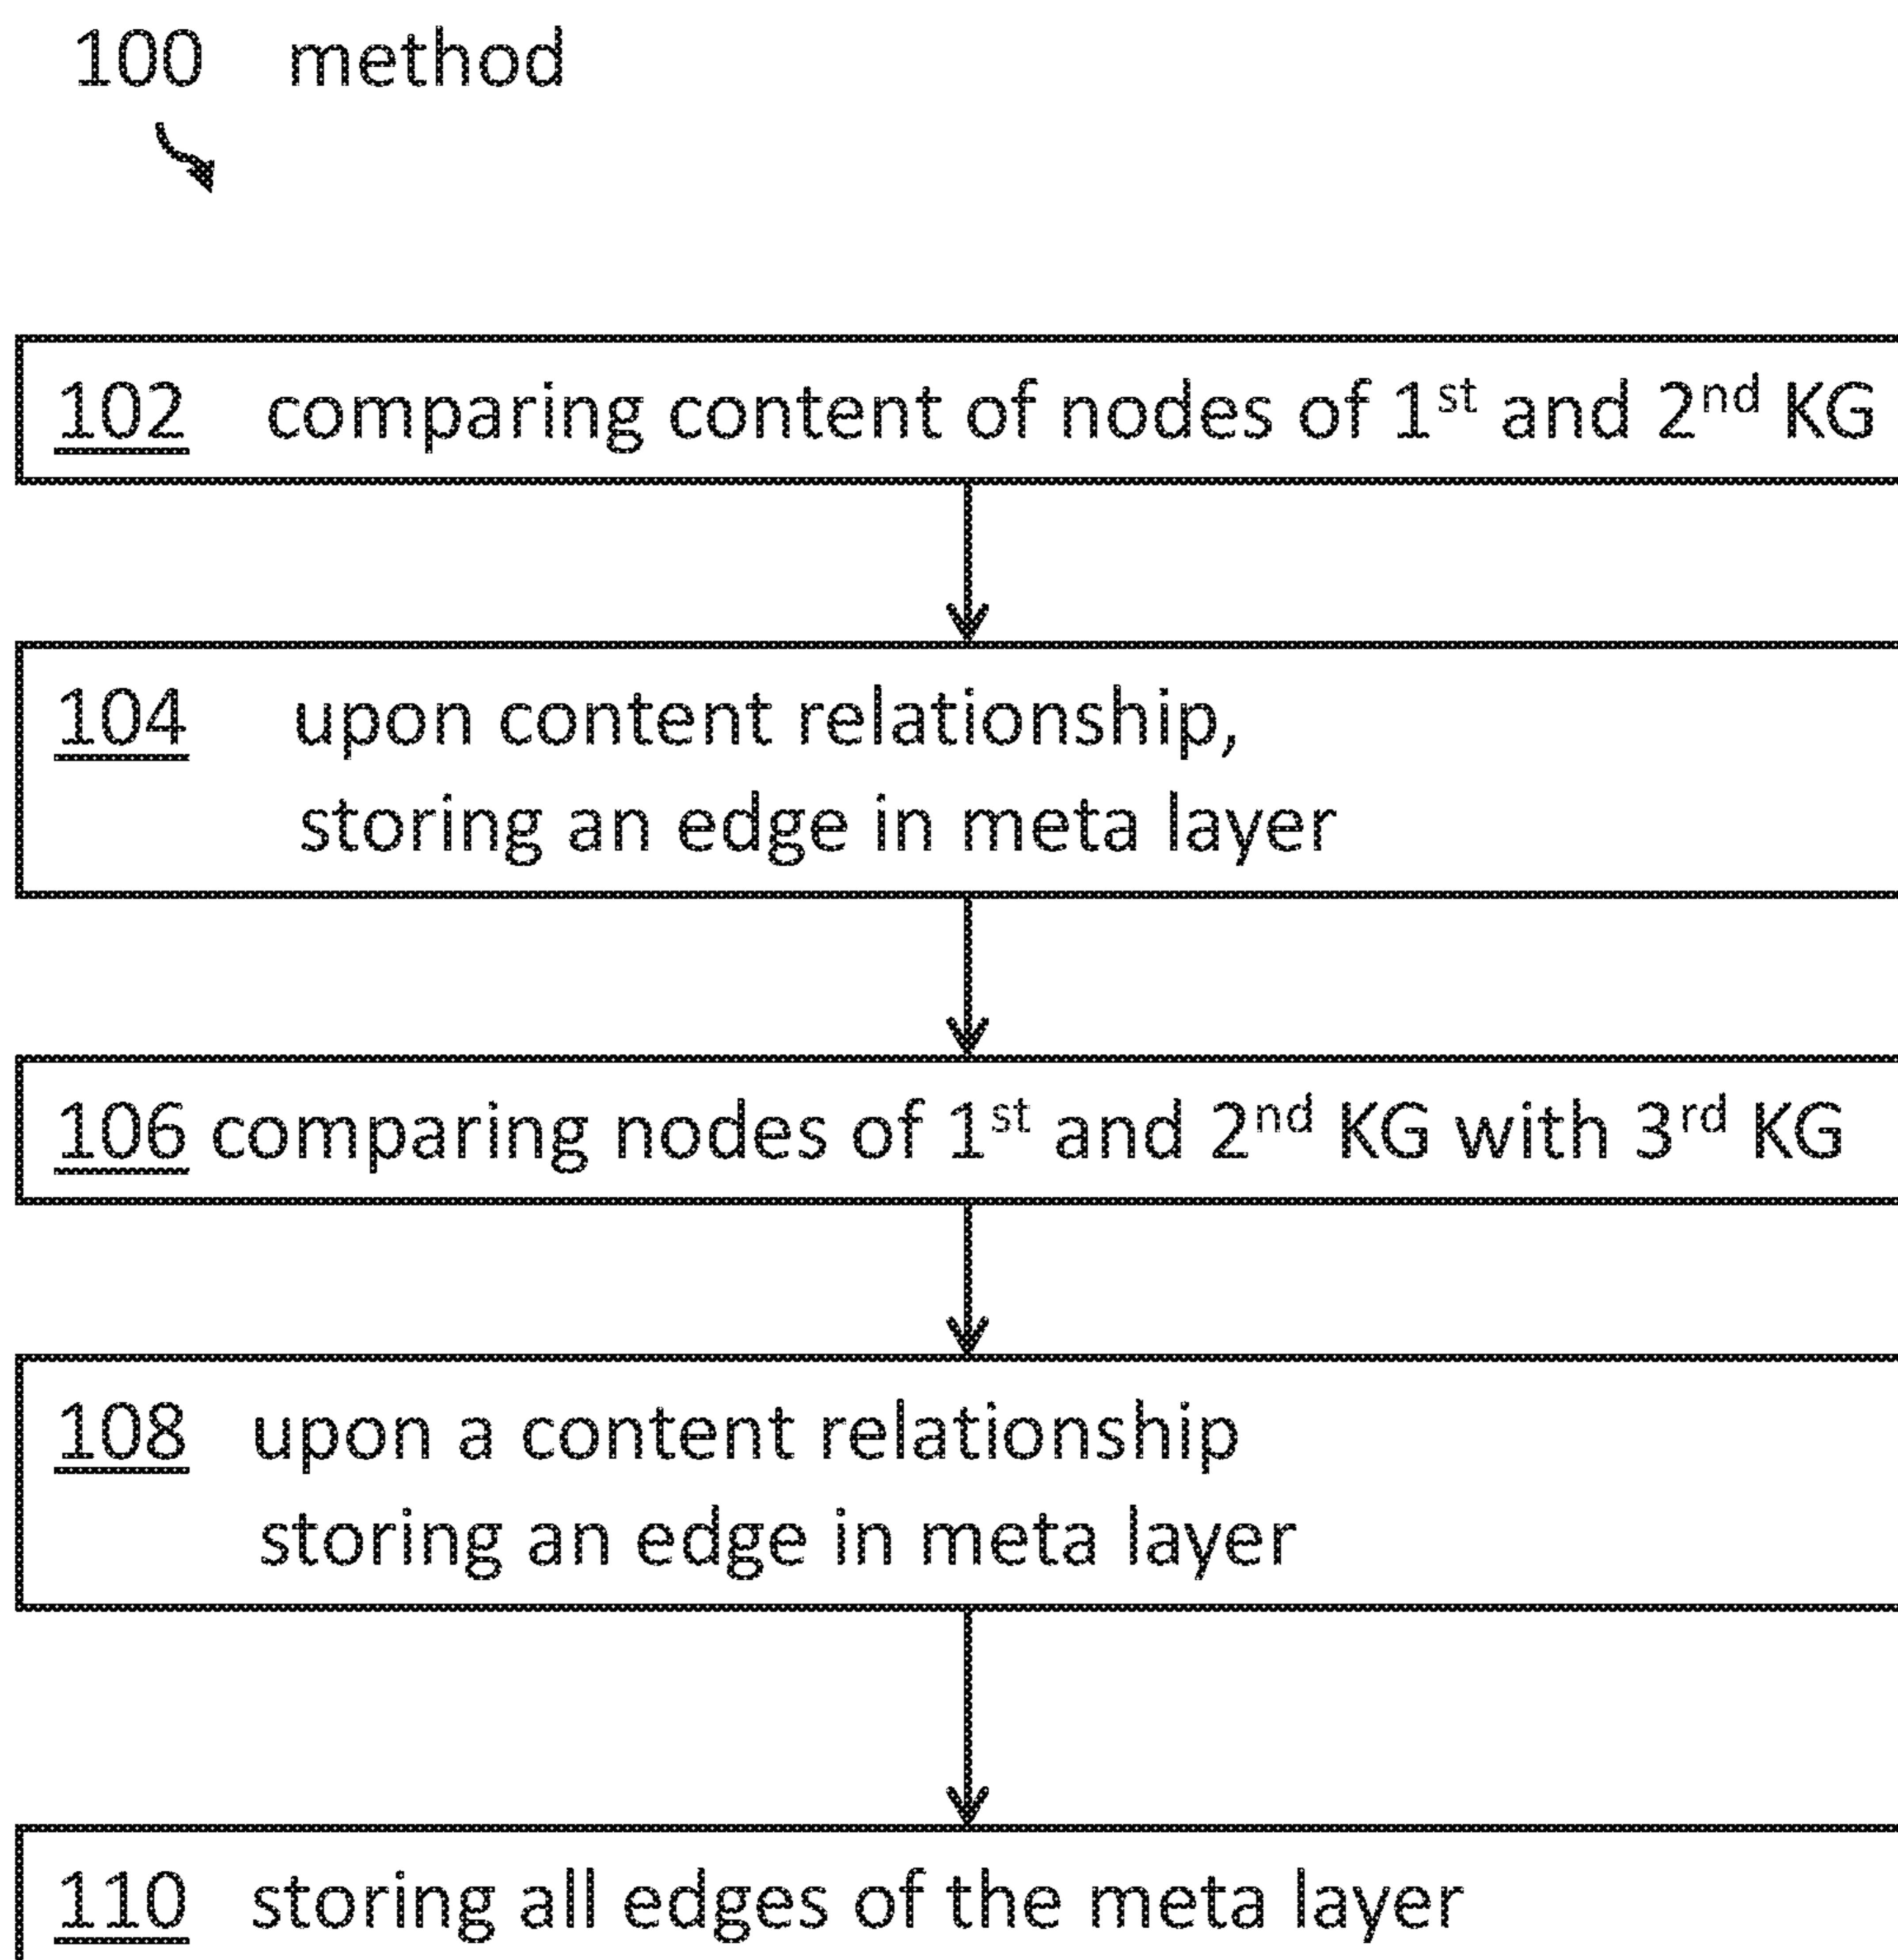 100 method
102 comparing content of nodes of 1st and 2nd KG
104 upon content relationship,
storing an edge in meta layer
106 comparing nodes of 1st and 2nd KG with 3rd KG
108 upon a content relationship
storing an edge in meta layer
110 storing all edges of the meta layer